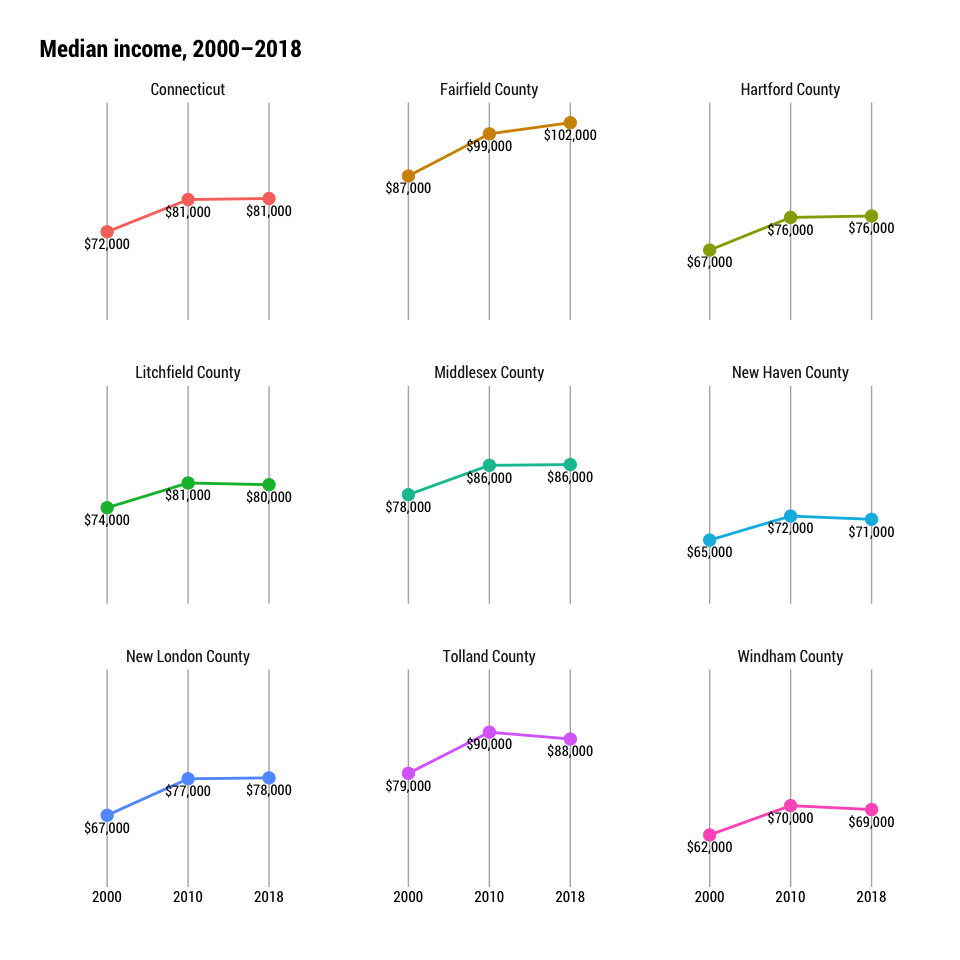 Median income, 2000–2018
Connecticut
$72,000
$81,000
$81,000
Fairfield County
$87,000
$99,000
$102,000
Hartford County
$67,000
$76,000
$76,000
Litchfield County
$74,000
$81,000
$80,000
Middlesex County
$78,000
$86,000
$86,000
New Haven County
$65,000
$72,000
$71,000
New London County
$67,000
$77,000
$78,000
2000 2010 2018
Tolland County
$79,000
$90,000
$88,000
2000 2010 2018
Windham County
$62,000
$70,000
$69,000
2000 2010 2018